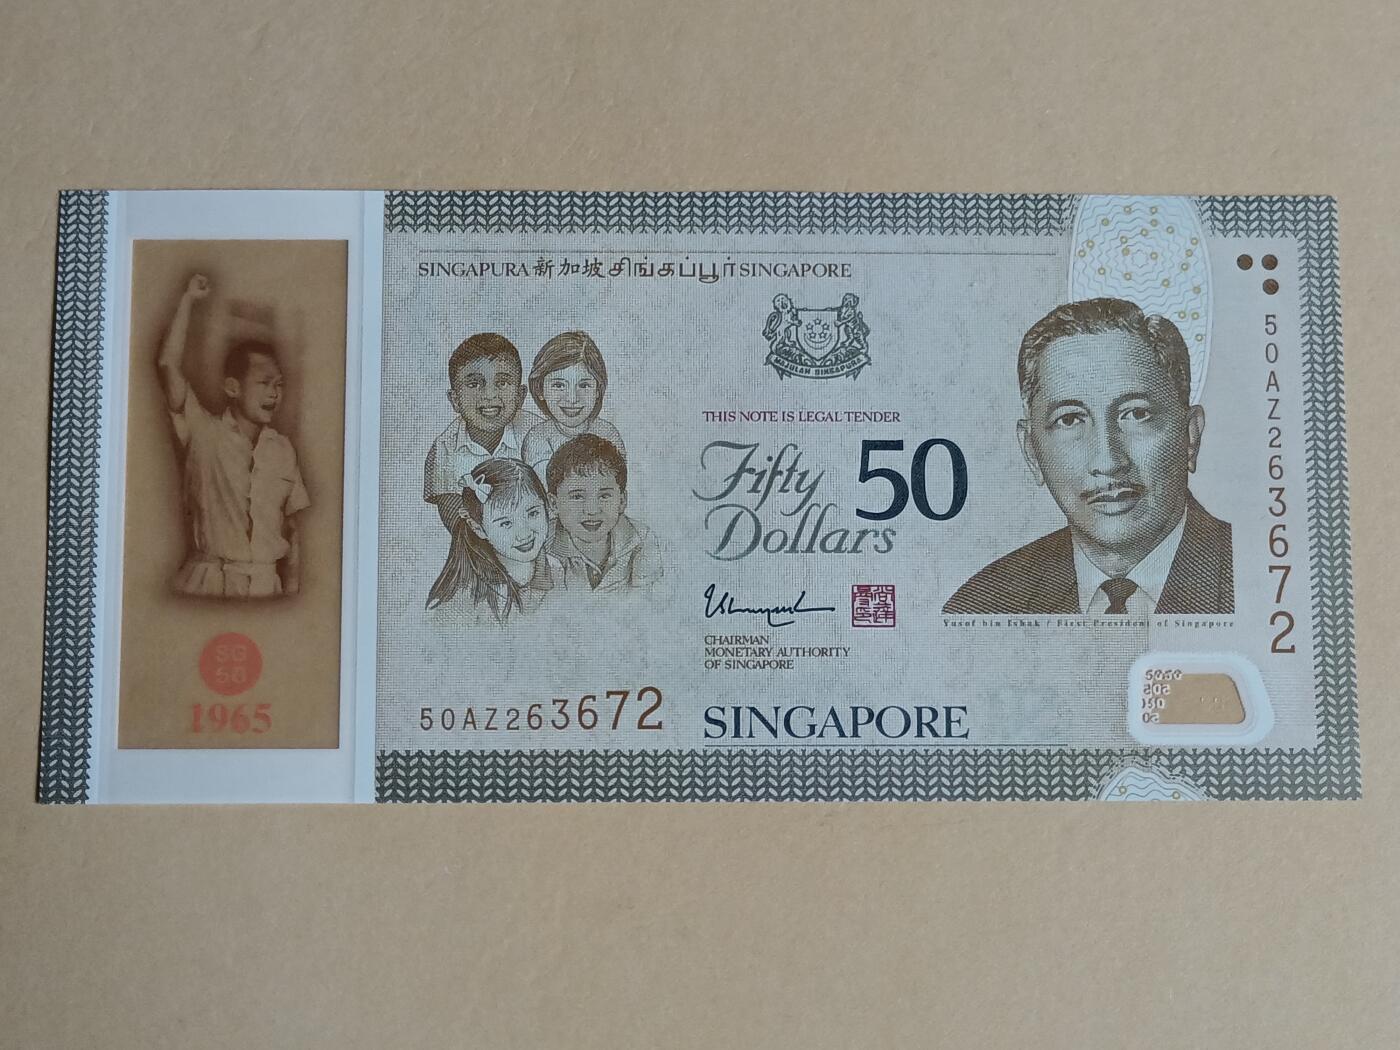 SINGAPURA 新加坡 சிங்கப்பூர் SINGAPORE
MAJULAH SINGAPURA
THIS NOTE IS LEGAL TENDER
Fifty
Dollars
50
CHAIRMAN
MONETARY AUTHORITY
OF SINGAPORE
50AZ263672
SINGAPORE
Yusof bin Ishak / First President of Singapore
50AZ263672
SG
50
1965